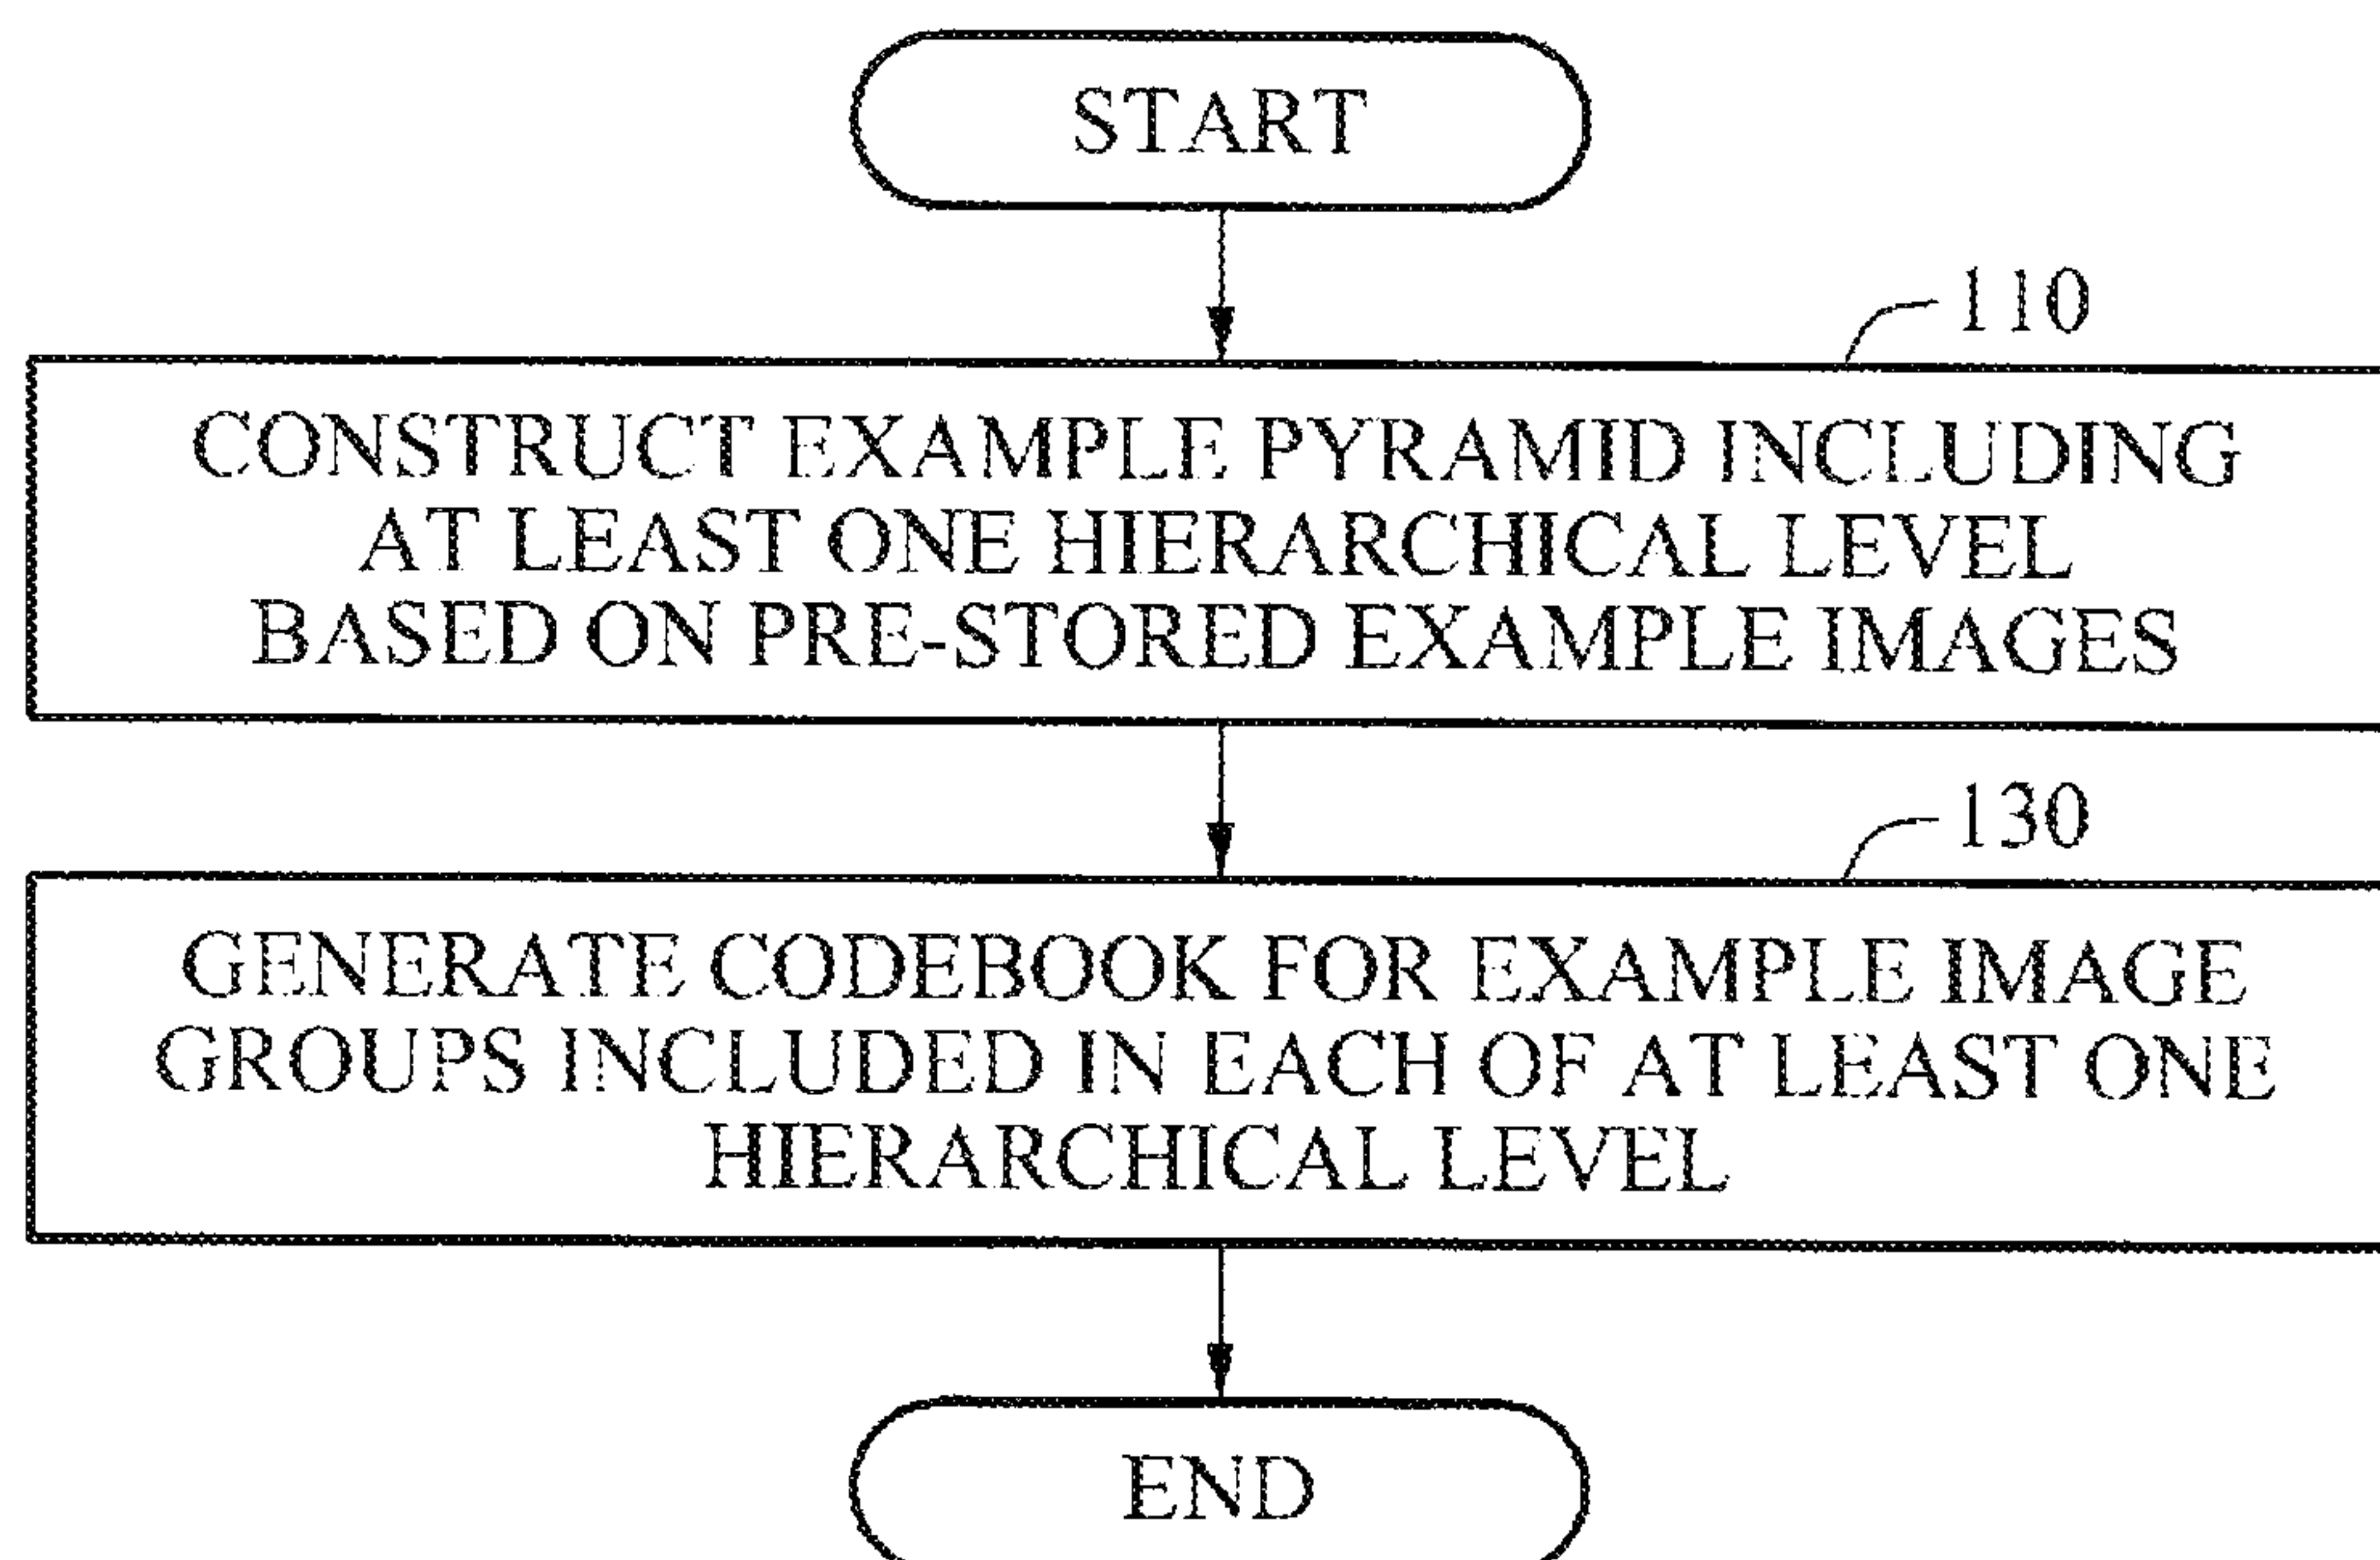 START
110
CONSTRUCT EXAMPLE PYRAMID INCLUDING
AT LEAST ONE HIERARCHICAL LEVEL
BASED ON PRE-STORED EXAMPLE IMAGES
130
GENERATE CODEBOOK FOR EXAMPLE IMAGE
GROUPS INCLUDED IN EACH OF AT LEAST ONE
HIERARCHICAL LEVEL
END